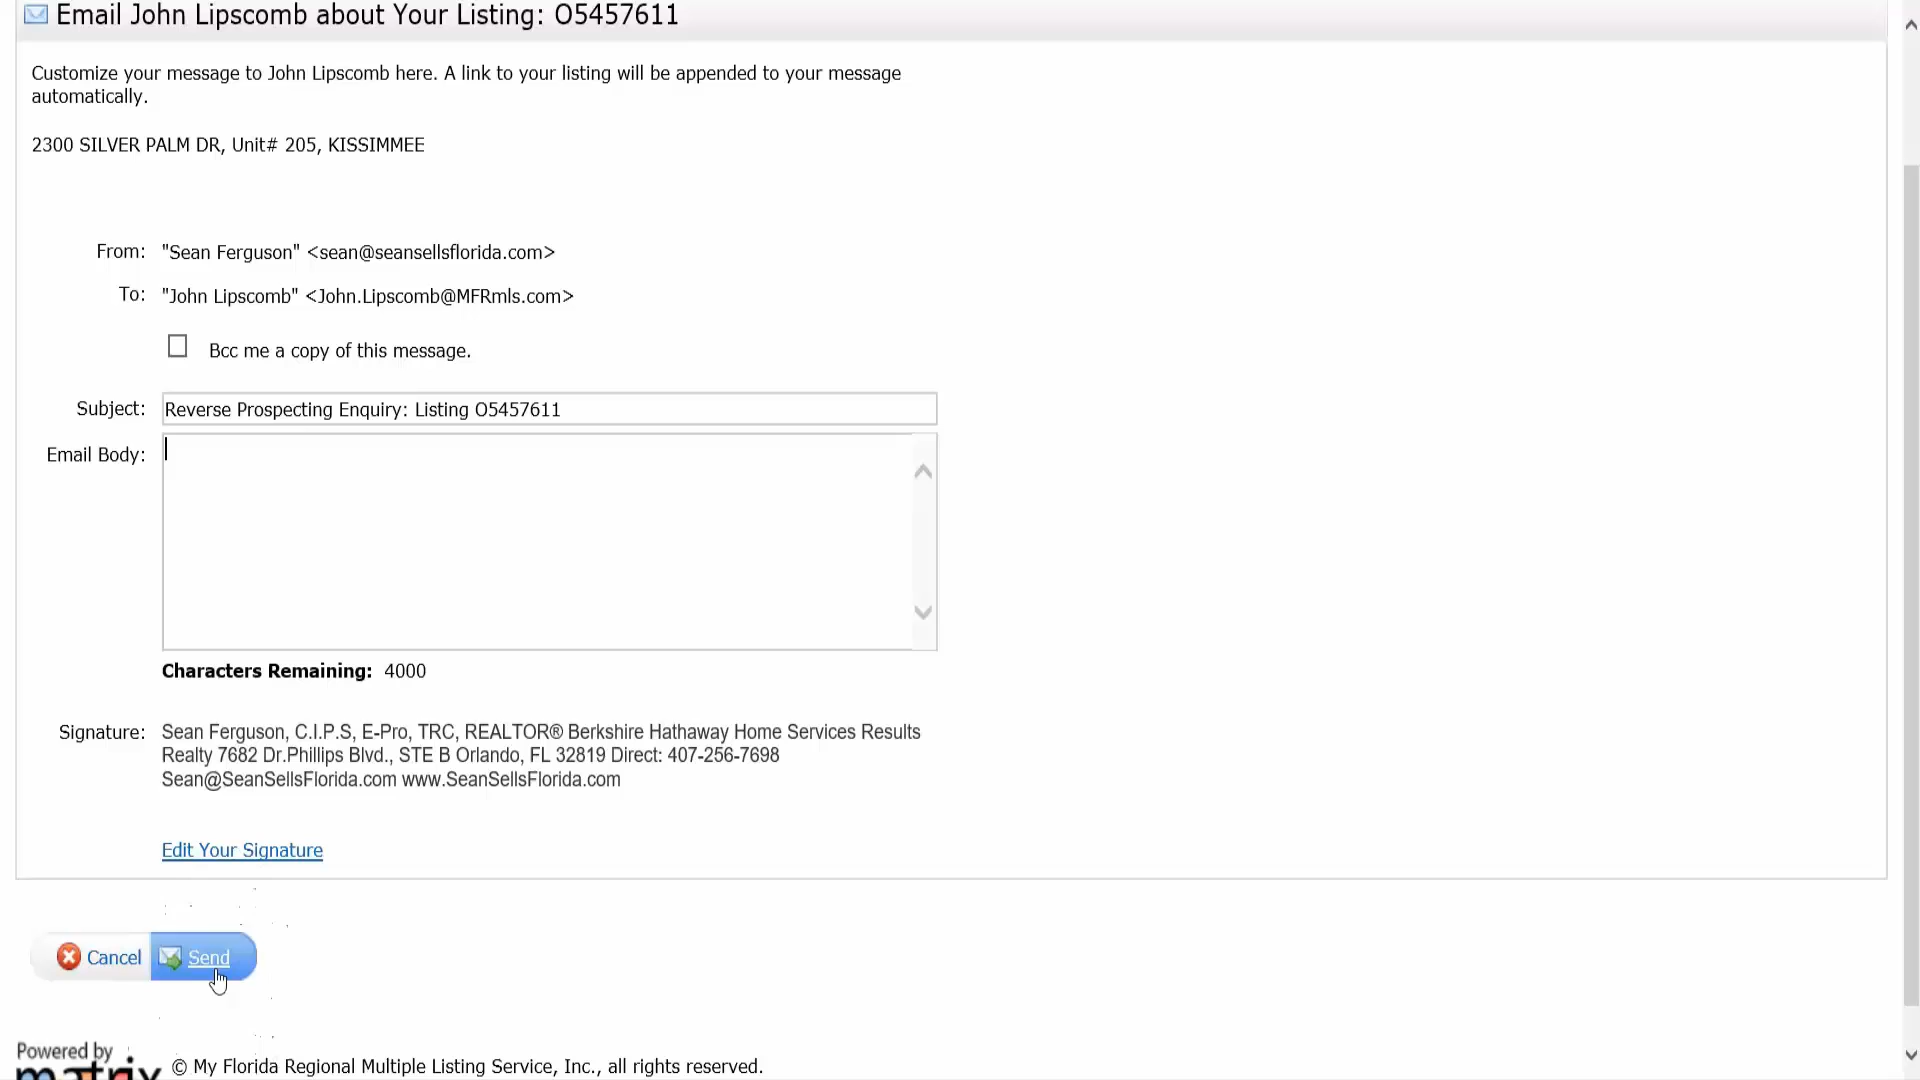 Email John Lipscomb about Your Listing: O5457611
Customize your message to John Lipscomb here. A link to your listing will be appended to your message
automatically.
2300 SILVER PALM DR, Unit# 205, KISSIMMEE
From: "Sean Ferguson" <sean@seansellsflorida.com>
To: "John Lipscomb" <John.Lipscomb@MFRmls.com>
Bcc me a copy of this message.
Subject: Reverse Prospecting Enquiry: Listing O5457611
Email Body:
Characters Remaining: 4000
Signature: Sean Ferguson, C.I.P.S, E-Pro, TRC, REALTOR® Berkshire Hathaway Home Services Results
Realty 7682 Dr.Phillips Blvd., STE B Orlando, FL 32819 Direct: 407-256-7698
Sean@SeanSellsFlorida.com www.SeanSellsFlorida.com
Edit Your Signature
Cancel Send
Powered by
matrix © My Florida Regional Multiple Listing Service, Inc., all rights reserved.